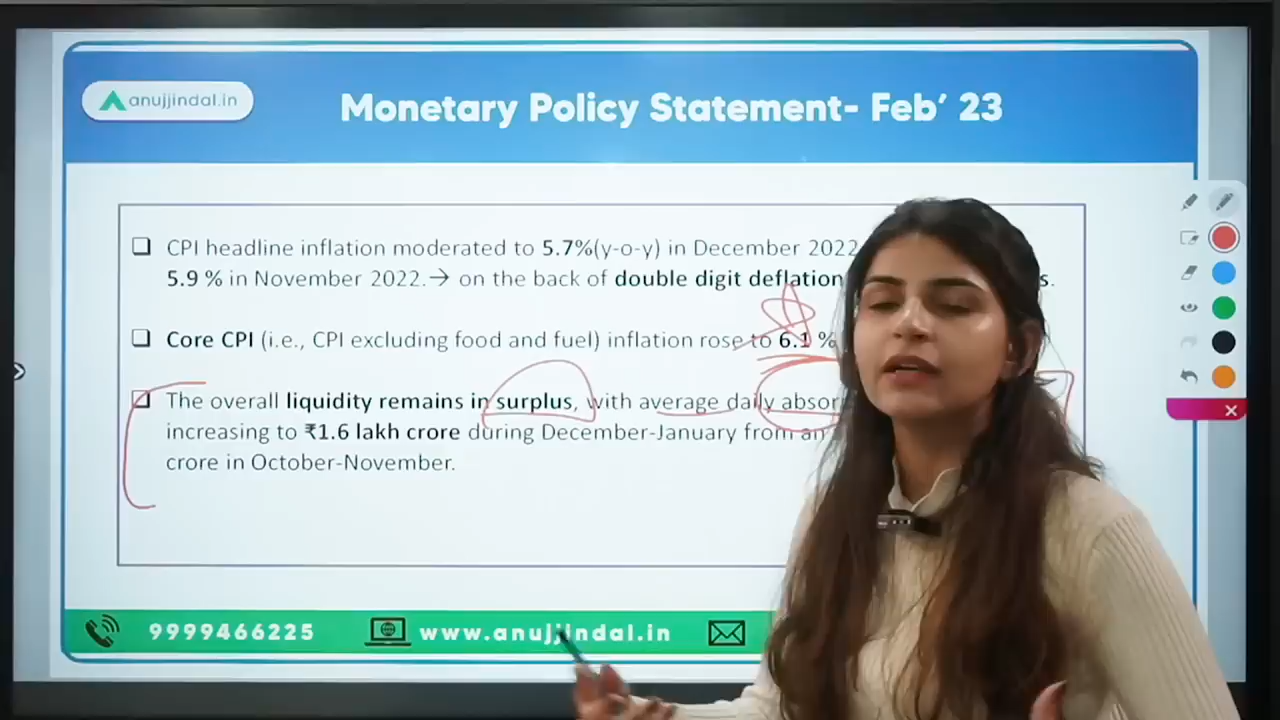 anujjindal.in
Monetary Policy Statement- Feb’ 23
CPI headline inflation moderated to 5.7%(y-o-y) in December 2022
5.9 % in November 2022.→ on the back of double digit deflation
Core CPI (i.e., CPI excluding food and fuel) inflation rose to 6.1 %
The overall liquidity remains in surplus, with average daily
increasing to ₹1.6 lakh crore during December-January from an
crore in October-November.
9999466225 www.anujjindal.in